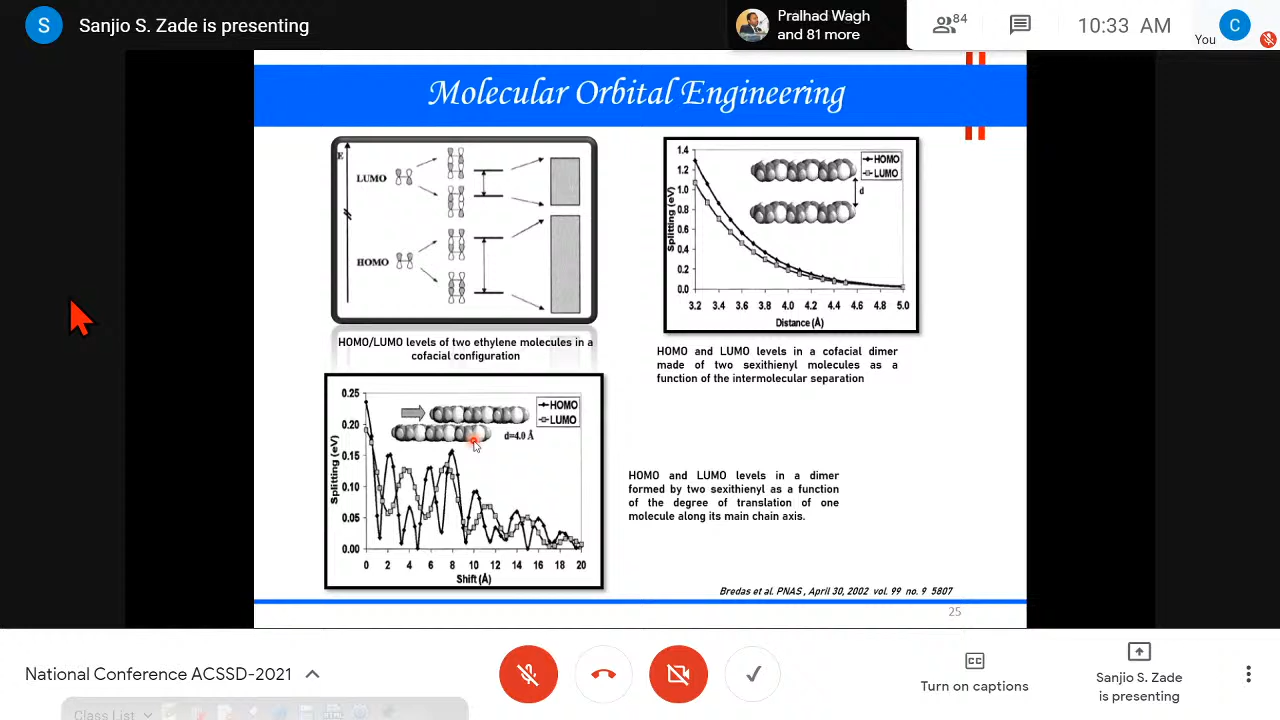 S
Sanjio S. Zade is presenting
Pralhad Wagh
and 81 more
84
10:33 AM
You
C
Molecular Orbital Engineering
E
LUMO
HOMO
HOMO/LUMO levels of two ethylene molecules in a
cofacial configuration
1.4
1.2
1.0
0.8
0.6
0.4
0.2
0.0
Splitting (eV)
HOMO
LUMO
d
3.2 3.4 3.6 3.8 4.0 4.2 4.4 4.6 4.8 5.0
Distance (Å)
HOMO and LUMO levels in a cofacial dimer
made of two sexithienyl molecules as a
function of the intermolecular separation
0.25
0.20
0.15
0.10
0.05
0.00
Splitting (eV)
HOMO
LUMO
d=4.0 Å
0 2 4 6 8 10 12 14 16 18 20
Shift (Å)
HOMO and LUMO levels in a dimer
formed by two sexithienyl as a function
of the degree of translation of one
molecule along its main chain axis.
Bredas et al. PNAS , April 30, 2002 vol. 99 no. 9 5807
25
National Conference ACSSD-2021
CC
Turn on captions
Sanjio S. Zade
is presenting
Class List